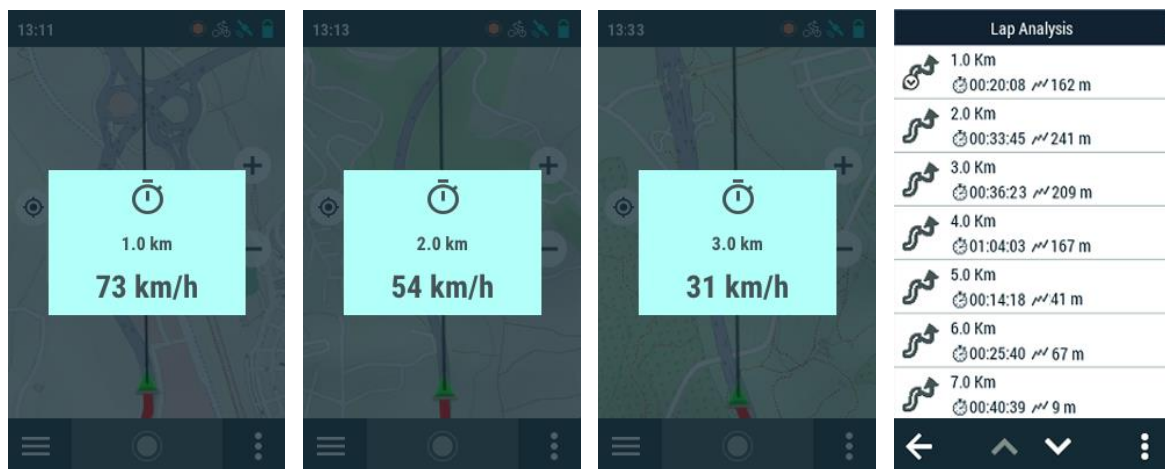 13:11
1.0 km
73 km/h
13:13
2.0 km
54 km/h
13:33
3.0 km
31 km/h
Lap Analysis
1.0 Km
00:20:08 162 m
2.0 Km
00:33:45 241 m
3.0 Km
00:36:23 209 m
4.0 Km
01:04:03 167 m
5.0 Km
00:14:18 41 m
6.0 Km
00:25:40 67 m
7.0 Km
00:40:39 9 m